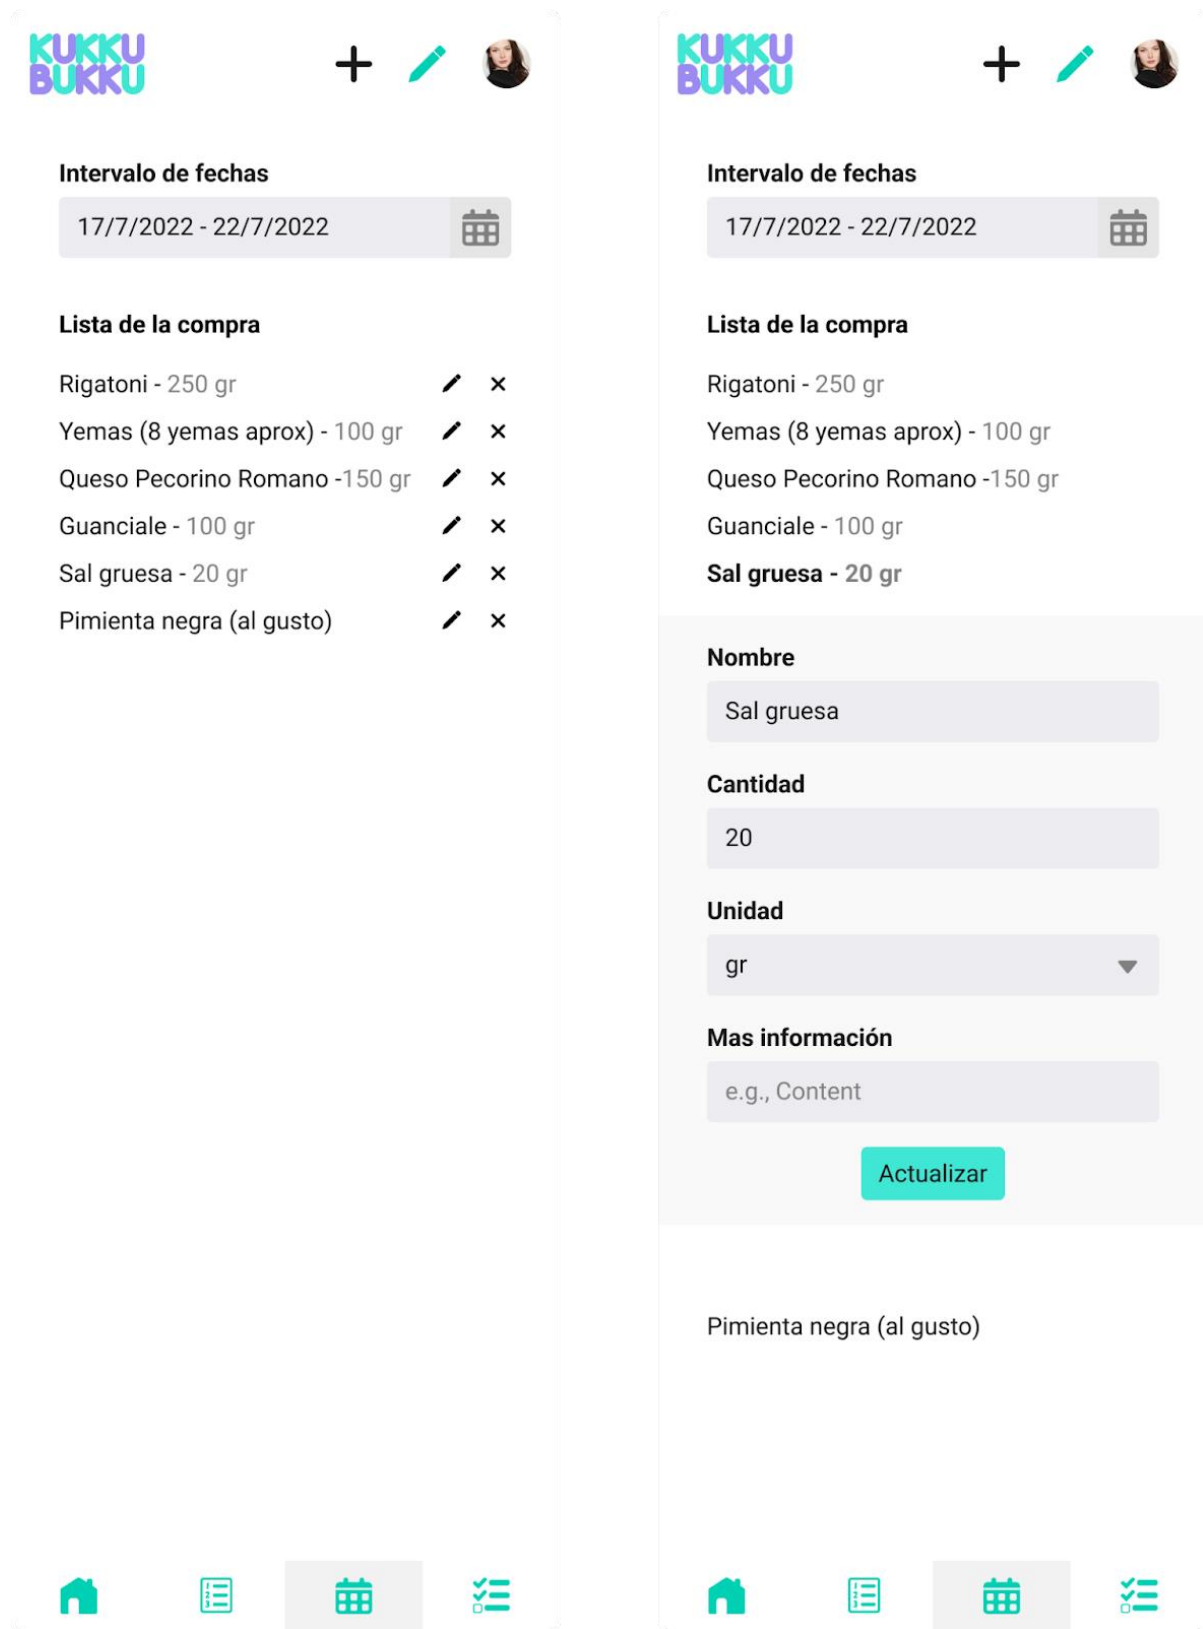 KUKKU
BUKKU
Intervalo de fechas
17/7/2022 - 22/7/2022
Lista de la compra
Rigatoni - 250 gr
Yemas (8 yemas aprox) - 100 gr
Queso Pecorino Romano -150 gr
Guanciale - 100 gr
Sal gruesa - 20 gr
Pimienta negra (al gusto)
KUKKU
BUKKU
Intervalo de fechas
17/7/2022 - 22/7/2022
Lista de la compra
Rigatoni - 250 gr
Yemas (8 yemas aprox) - 100 gr
Queso Pecorino Romano -150 gr
Guanciale - 100 gr
Sal gruesa - 20 gr
Nombre
Sal gruesa
Cantidad
20
Unidad
gr
Mas información
e.g., Content
Actualizar
Pimienta negra (al gusto)